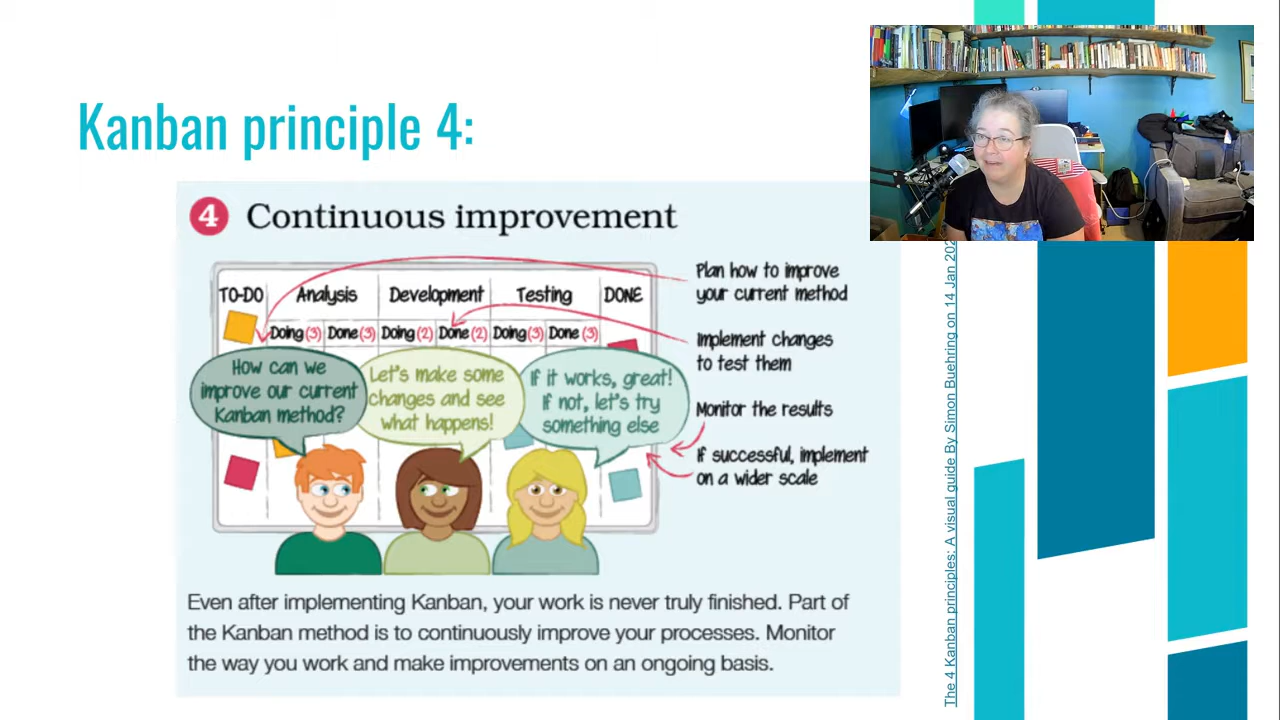 Kanban principle 4:
4 Continuous improvement
TO-DO Analysis Development Testing DONE
Doing (3) Done (3) Doing (2) Done (2) Doing (3) Done (3)
How can we
improve our current
Kanban method?
Let's make some
changes and see
what happens!
If it works, great!
If not, let's try
something else
Plan how to improve
your current method
Implement changes
to test them
Monitor the results
If successful, implement
on a wider scale
Even after implementing Kanban, your work is never truly finished. Part of
the Kanban method is to continuously improve your processes. Monitor
the way you work and make improvements on an ongoing basis.
The 4 Kanban principles: A visual guide By Simon Buehring on 14 Jan